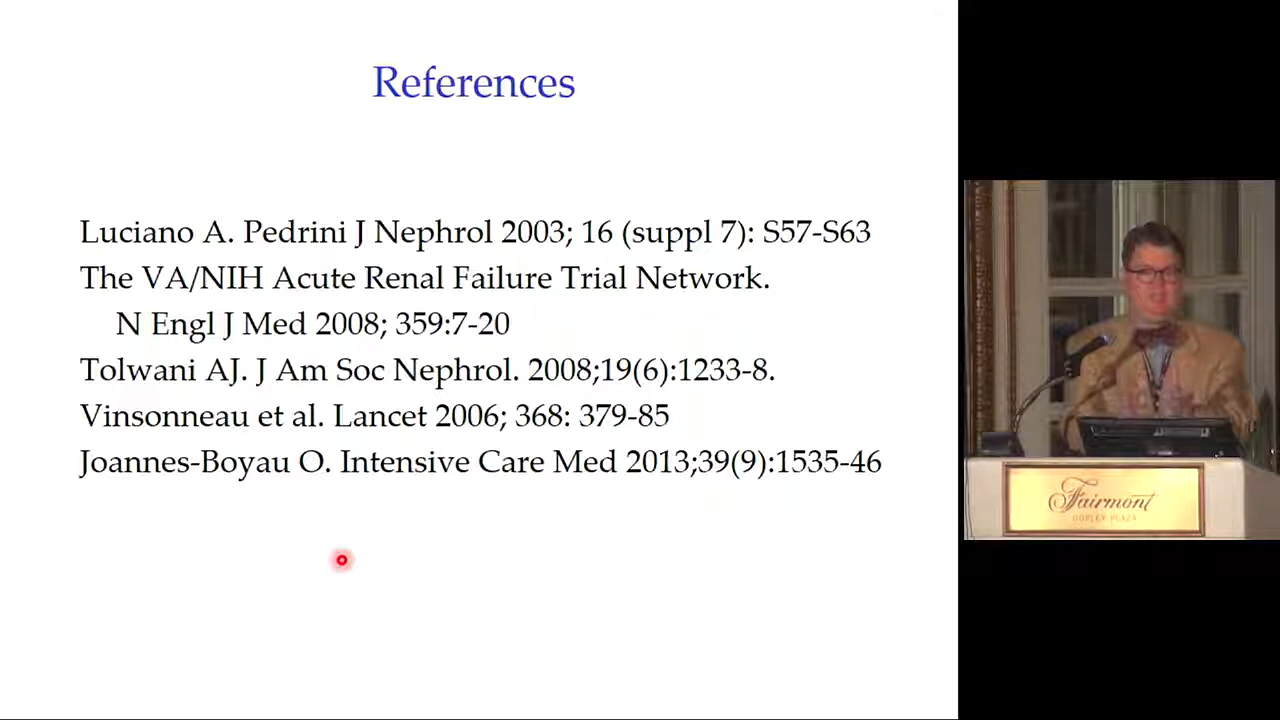 References
Luciano A. Pedrini J Nephrol 2003; 16 (suppl 7): S57-S63
The VA/NIH Acute Renal Failure Trial Network.
N Engl J Med 2008; 359:7-20
Tolwani AJ. J Am Soc Nephrol. 2008;19(6):1233-8.
Vinsonneau et al. Lancet 2006; 368: 379-85
Joannes-Boyau O. Intensive Care Med 2013;39(9):1535-46
Fairmont
COPLEY PLAZA